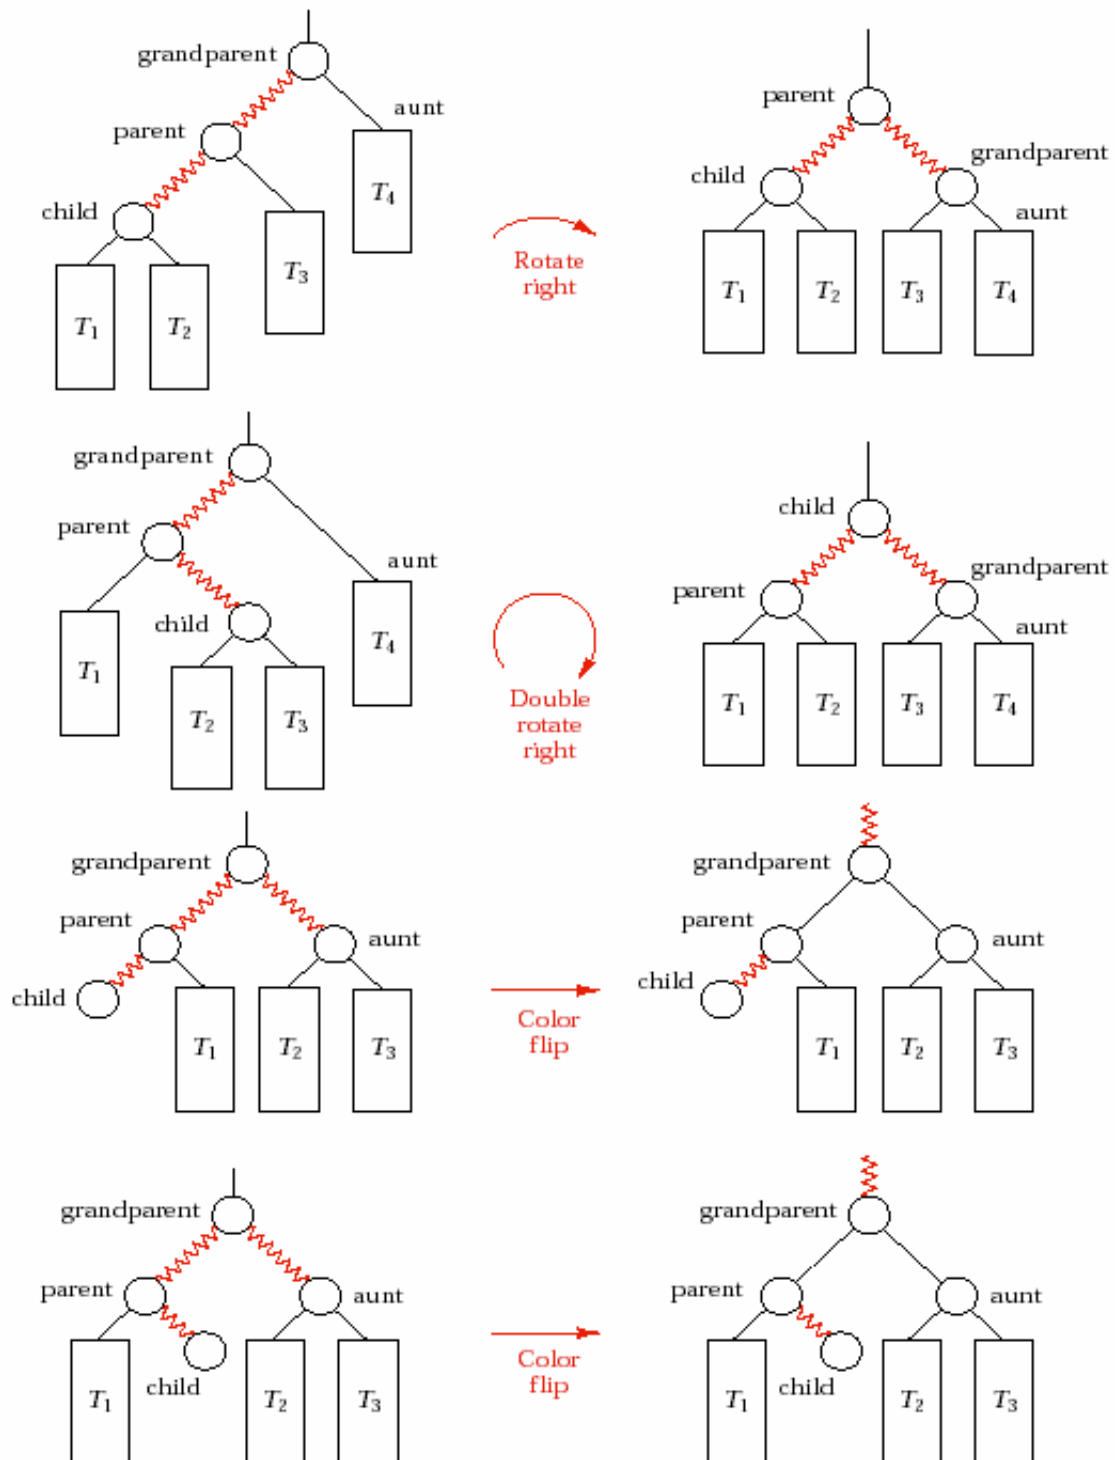 grandparent
aunt
parent
T4
child
T3
T1 T2
Rotate
right
parent
child
grandparent
aunt
T1 T2 T3 T4
grandparent
parent
aunt
child
T1
T4
T2 T3
Double
rotate
right
child
parent
grandparent
aunt
T1 T2 T3 T4
grandparent
parent
aunt
child
T1 T2 T3
Color
flip
grandparent
parent
aunt
child
T1 T2 T3
grandparent
parent
aunt
child
T1 T2 T3
Color
flip
grandparent
parent
aunt
child
T1 T2 T3